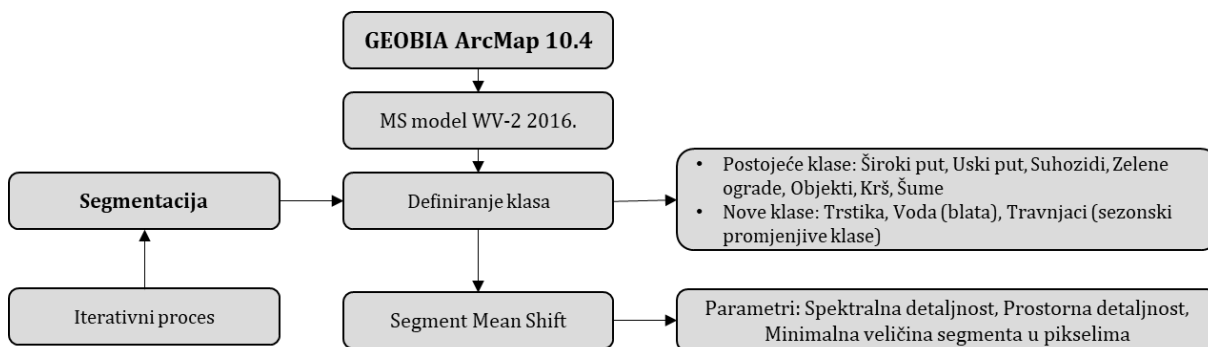 GEOBIA ArcMap 10.4
MS model WV-2 2016.
Segmentacija
Definiranje klasa
• Postojeće klase: Široki put, Uski put, Suhozidi, Zelene
ograde, Objekti, Krš, Šume
• Nove klase: Trstika, Voda (blata), Travnjaci (sezonski
promjenjive klase)
Iterativni proces
Segment Mean Shift
Parametri: Spektralna detaljnost, Prostorna detaljnost,
Minimalna veličina segmenta u pikselima